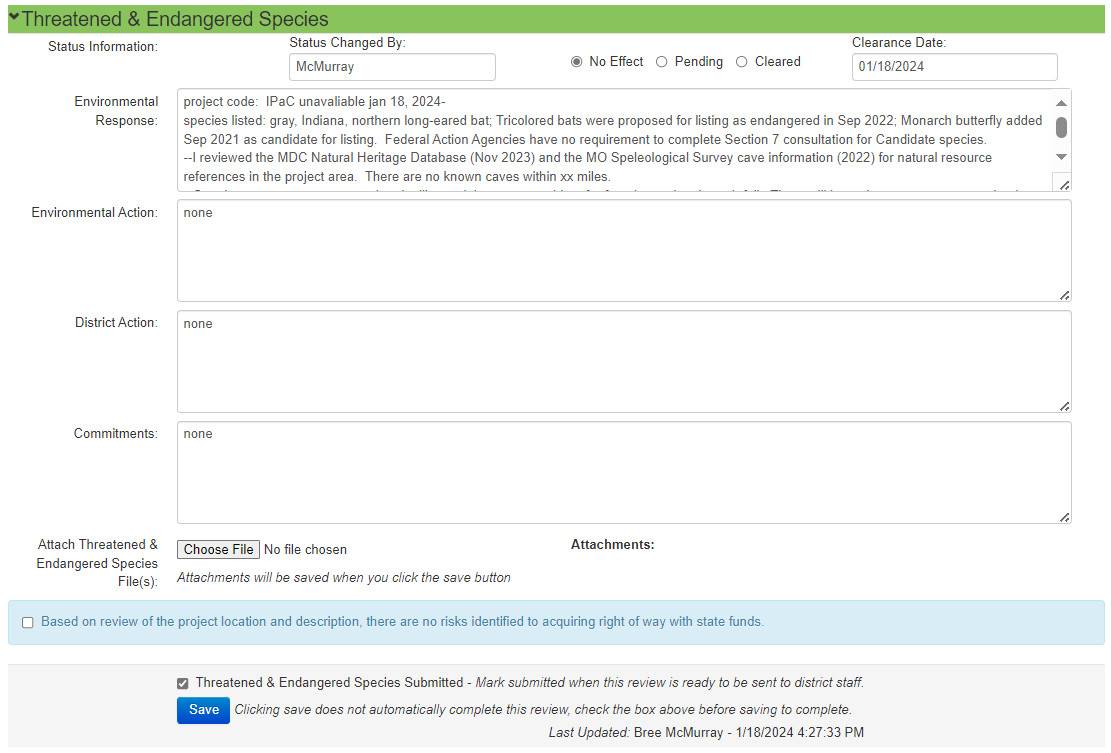 Threatened & Endangered Species
Status Information:
Status Changed By:
McMurray
No Effect
Pending
Cleared
Clearance Date:
01/18/2024
Environmental
Response:
project code:  IPaC unavaliable jan 18, 2024-
species listed: gray, Indiana, northern long-eared bat; Tricolored bats were proposed for listing as endangered in Sep 2022; Monarch butterfly added
Sep 2021 as candidate for listing.  Federal Action Agencies have no requirement to complete Section 7 consultation for Candidate species.
--I reviewed the MDC Natural Heritage Database (Nov 2023) and the MO Speleological Survey cave information (2022) for natural resource
references in the project area.  There are no known caves within xx miles.
Environmental Action:
none
District Action:
none
Commitments:
none
Attach Threatened &
Endangered Species
File(s):
Choose File No file chosen
Attachments will be saved when you click the save button
Attachments:
Based on review of the project location and description, there are no risks identified to acquiring right of way with state funds.
Threatened & Endangered Species Submitted - Mark submitted when this review is ready to be sent to district staff.
Save Clicking save does not automatically complete this review, check the box above before saving to complete.
Last Updated: Bree McMurray - 1/18/2024 4:27:33 PM